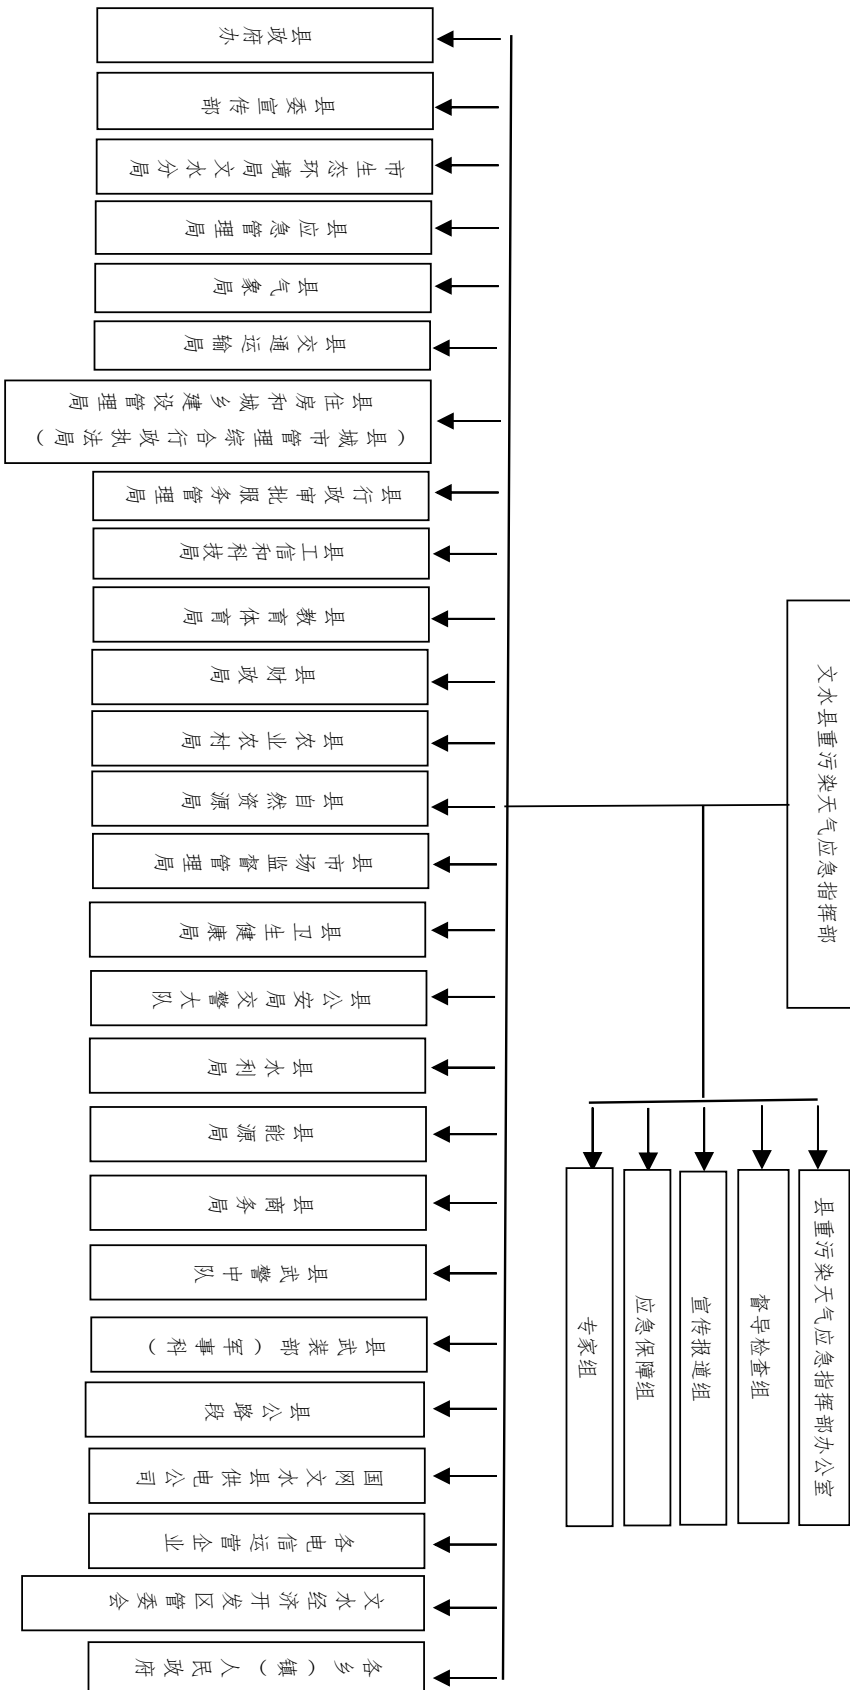 文水县重污染天气应急指挥部
县重污染天气应急指挥部办公室
督导检查组
宣传报道组
应急保障组
专家组
县政府办
县委宣传部
市生态环境局文水分局
县应急管理局
县气象局
县交通运输局
县住房和城乡建设管理局
（县城市管理综合行政执法局）
县行政审批服务管理局
县工信和科技局
县教育体育局
县财政局
县农业农村局
县自然资源局
县市场监督管理局
县卫生健康局
县公安局交警大队
县水利局
县能源局
县商务局
县武警中队
县武装部（军事科）
县公路段
国网文水县供电公司
各电信运营企业
文水经济开发区管委会
各乡（镇）人民政府